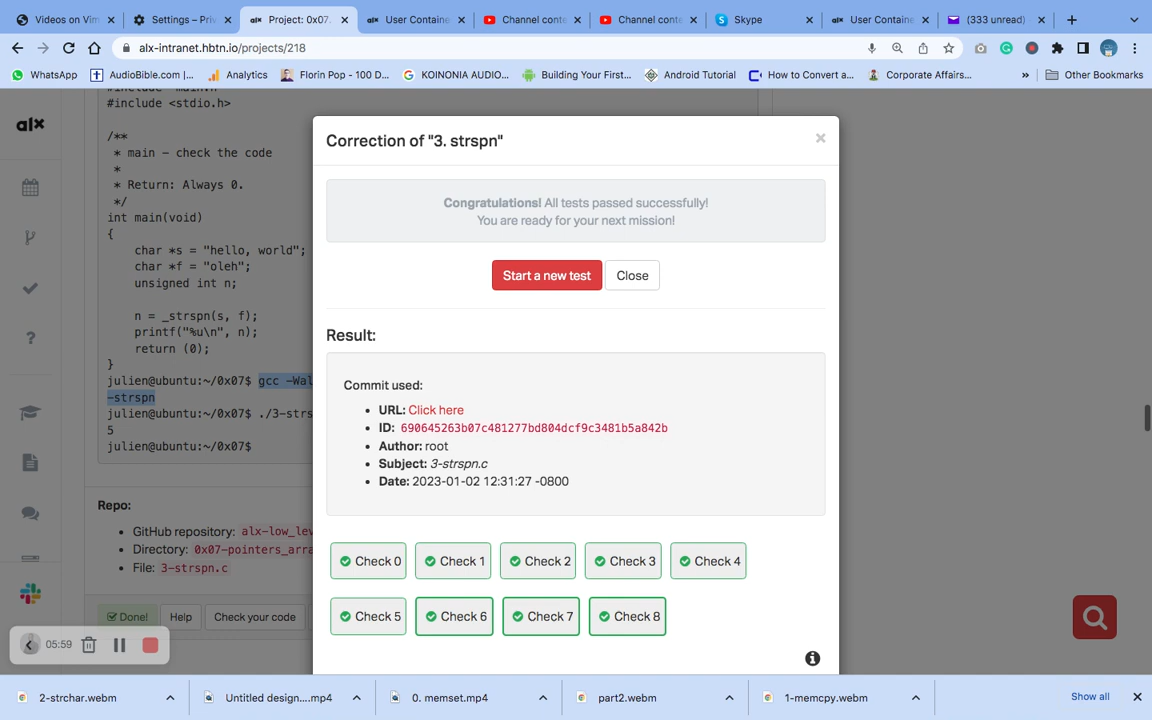 Videos on Vim
Settings – Priv
Project: 0x07.
User Containe
Channel conte
Channel conte
Skype
User Containe
(333 unread)
alx-intranet.hbtn.io/projects/218
WhatsApp
AudioBible.com |...
Analytics
Florin Pop - 100 D...
KOINONIA AUDIO...
Building Your First...
Android Tutorial
How to Convert a...
Corporate Affairs...
»
Other Bookmarks
alx
#include "main.h"
#include <stdio.h>
/**
* main - check the code
*
* Return: Always 0.
*/
int main(void)
{
char *s = "hello, world";
char *f = "oleh";
unsigned int n;
n = _strspn(s, f);
printf("%u\n", n);
return (0);
}
julien@ubuntu:~/0x07$ gcc -Wal
-strspn
julien@ubuntu:~/0x07$ ./3-strs
5
julien@ubuntu:~/0x07$
Repo:
GitHub repository: alx-low_lev
Directory: 0x07-pointers_arra
File: 3-strspn.c
Done!
Help
Check your code
05:59
Correction of "3. strspn"
×
Congratulations! All tests passed successfully!
You are ready for your next mission!
Start a new test
Close
Result:
Commit used:
URL: Click here
ID: 690645263b07c481277bd804dcf9c3481b5a842b
Author: root
Subject: 3-strspn.c
Date: 2023-01-02 12:31:27 -0800
Check 0
Check 1
Check 2
Check 3
Check 4
Check 5
Check 6
Check 7
Check 8
2-strchar.webm
Untitled design....mp4
0. memset.mp4
part2.webm
1-memcpy.webm
Show all